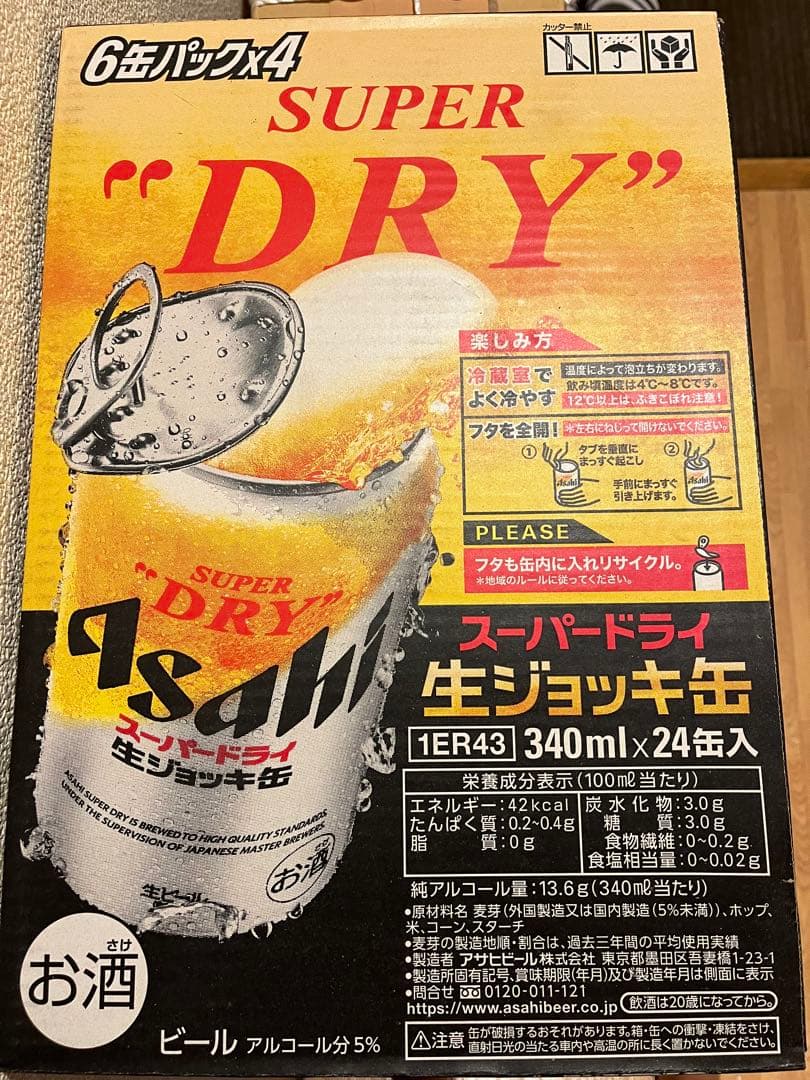 6缶パックx4
カッター禁止
SUPER
"DRY"
楽しみ方
冷蔵室で
よく冷やす
温度によって泡立ちが変わります。
飲み頃温度は4℃~8℃です。
12℃以上は、ふきこぼれ注意!
フタを全開!
※左右にねじって開けないでください。
① タブを垂直に
まっすぐ起こし
②
手前にまっすぐ
引き上げます。
Asahi
PLEASE
フタも缶内に入れリサイクル。
※地域のルールに従ってください。
SUPER
"DRY"
Asahi
スーパードライ
生ジョッキ缶
ASAHI SUPER DRY IS BREWED TO HIGH QUALITY STANDARDS
UNDER THE SUPERVISION OF JAPANESE MASTER BREWERS
お酒
さけ
生ビール
スーパードライ
生ジョッキ缶
1ER43 340ml×24缶入
栄養成分表示(100ml当たり)
エネルギー:42kcal
たんぱく質:0.2~0.4g
脂質:0g
炭水化物:3.0g
糖質:3.0g
食物繊維:0~0.2g
食塩相当量:0~0.02g
純アルコール量:13.6g(340ml当たり)
●原材料名 麦芽(外国製造又は国内製造(5%未満))、ホップ、
米、コーン、スターチ
●麦芽の製造地順・割合は、過去三年間の平均使用実績
●製造者 アサヒビール株式会社 東京都墨田区吾妻橋1-23-1
●製造所固有記号、賞味期限(年月)及び製造年月は側面に表示
●問合せ 0120-011-121
https://www.asahibeer.co.jp 飲酒は20歳になってから。
注意 缶が破損するおそれがあります。箱・缶への衝撃・凍結をさけ、
直射日光の当たる車内や高温の所に長く置かないでください。
さけ
お酒
ビール アルコール分5%